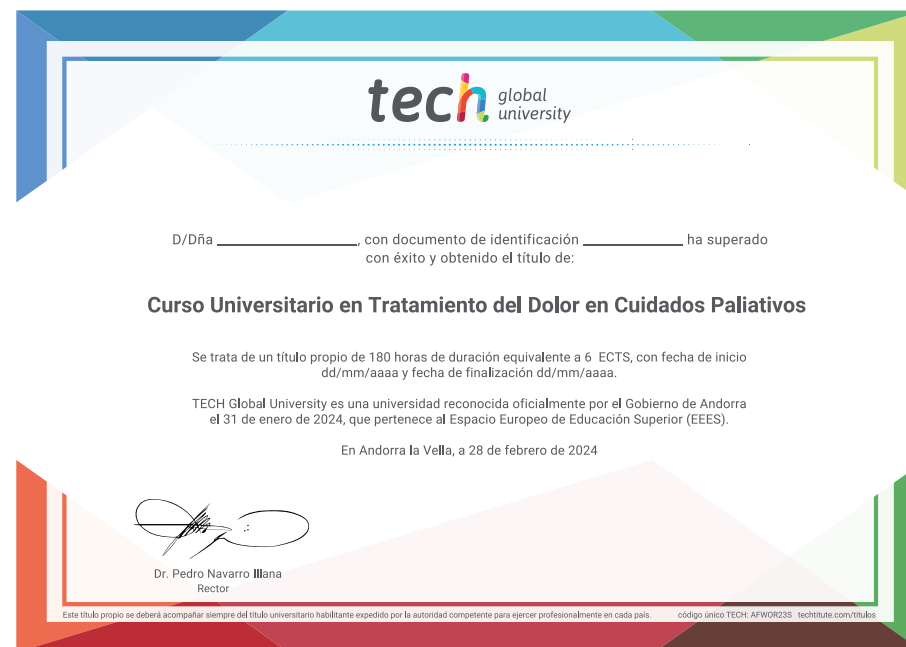 tech global
university
D/Dña ____________________, con documento de identificación ______________ ha superado
con éxito y obtenido el título de:
Curso Universitario en Tratamiento del Dolor en Cuidados Paliativos
Se trata de un título propio de 180 horas de duración equivalente a 6 ECTS, con fecha de inicio
dd/mm/aaaa y fecha de finalización dd/mm/aaaa.
TECH Global University es una universidad reconocida oficialmente por el Gobierno de Andorra
el 31 de enero de 2024, que pertenece al Espacio Europeo de Educación Superior (EEES).
En Andorra la Vella, a 28 de febrero de 2024
Dr. Pedro Navarro Illana
Rector
Este título propio se deberá acompañar siempre del título universitario habilitante expedido por la autoridad competente para ejercer profesionalmente en cada país. código único TECH: AFWOR23S techtitute.com/titulos